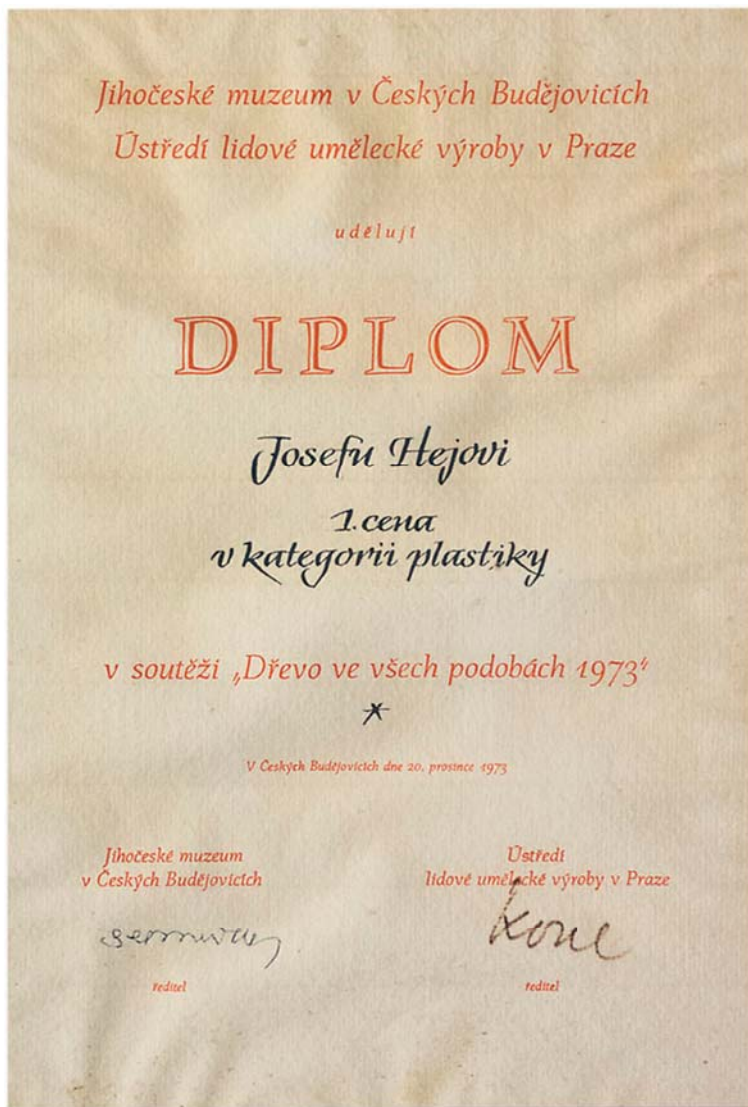 Jihočeské muzeum v Českých Budějovicích
Ústředí lidové umělecké výroby v Praze
udělují
DIPLOM
Josefu Hejovi
1. cena
v kategorii plastiky
v soutěži „Dřevo ve všech podobách 1973“
V Českých Budějovicích dne 20. prosince 1973
Jihočeské muzeum
v Českých Budějovicích
ředitel
Ústředí
lidové umělecké výroby v Praze
ředitel